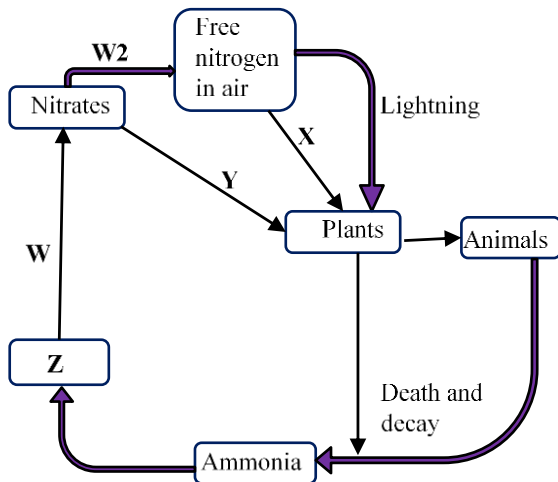 W2
Free
nitrogen
in air
Nitrates
Lightning
X
Y
Plants
Animals
W
Z
Death and
decay
Ammonia